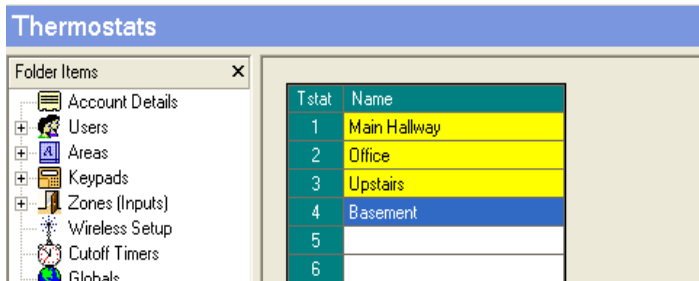 Thermostats
Folder Items
Account Details
Users
Areas
Keypads
Zones (Inputs)
Wireless Setup
Cutoff Timers
Globals
Tstat Name
1 Main Hallway
2 Office
3 Upstairs
4 Basement
5
6